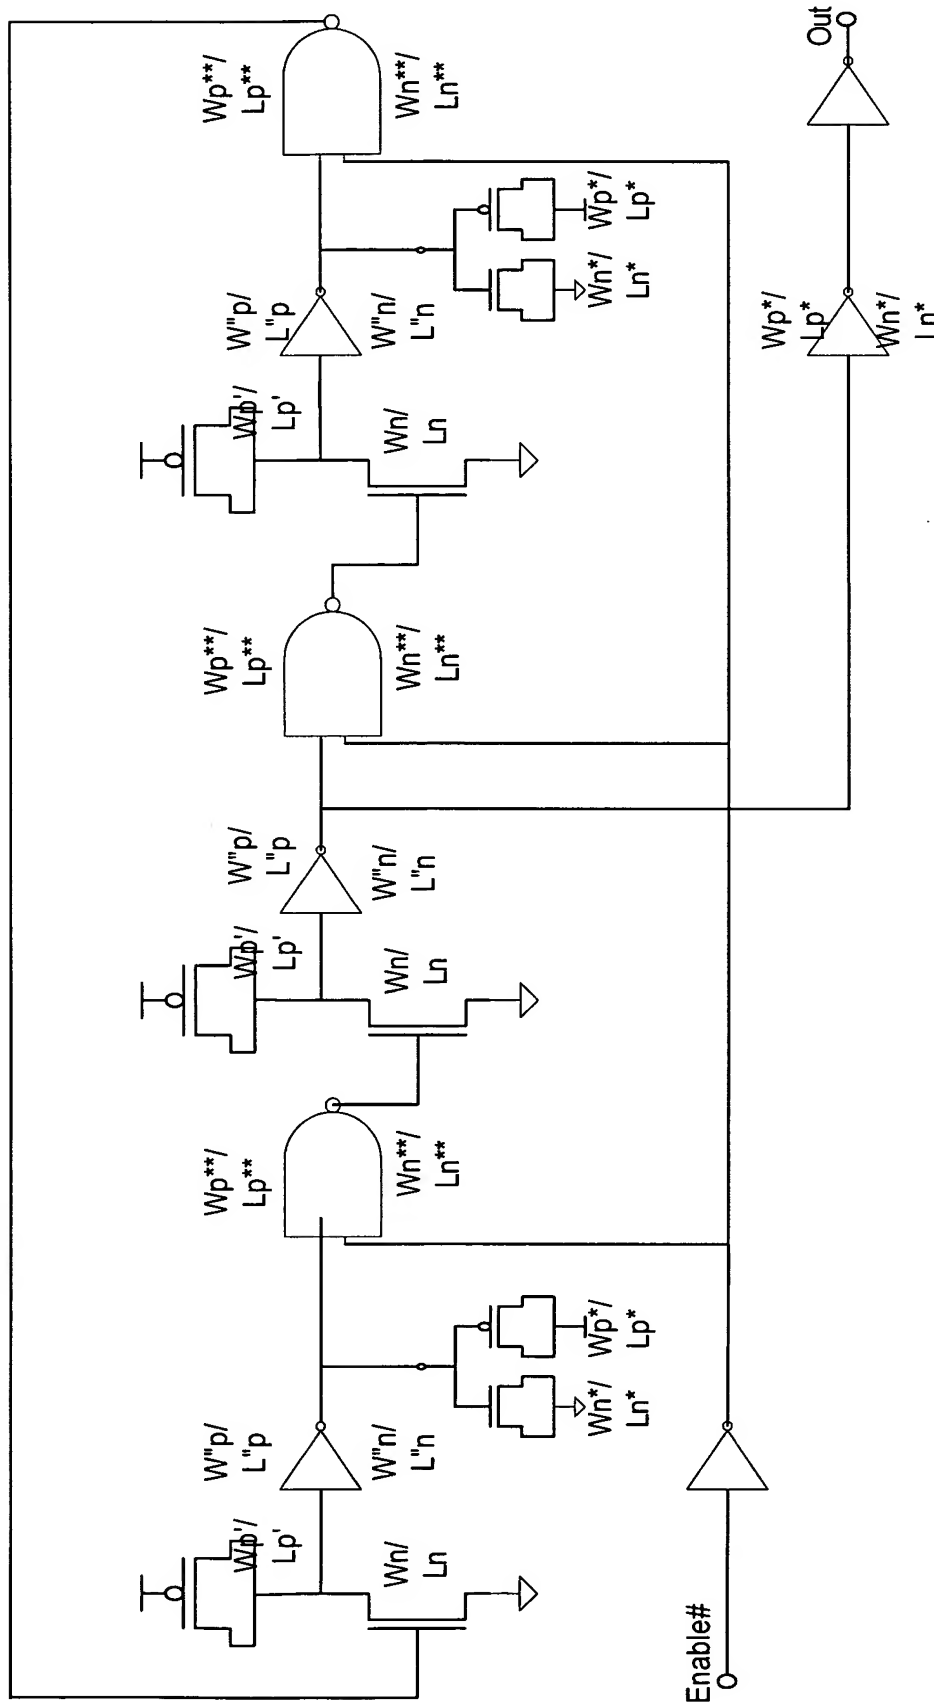 Wp'/
Lp'
Wn/
Ln
W"p/
L"p
W"n/
L"n
Wn*/
Ln*
Wp*/
Lp*
Wp**/
Lp**
Wn**/
Ln**
Wp'/
Lp'
Wn/
Ln
W"p/
L"p
W"n/
L"n
Wp**/
Lp**
Wn**/
Ln**
Wp'/
Lp'
Wn/
Ln
W"p/
L"p
W"n/
L"n
Wn*/
Ln*
Wp*/
Lp*
Wp**/
Lp**
Wn**/
Ln**
Enable#
Wp*/
Lp*
Wn*/
Ln*
Out